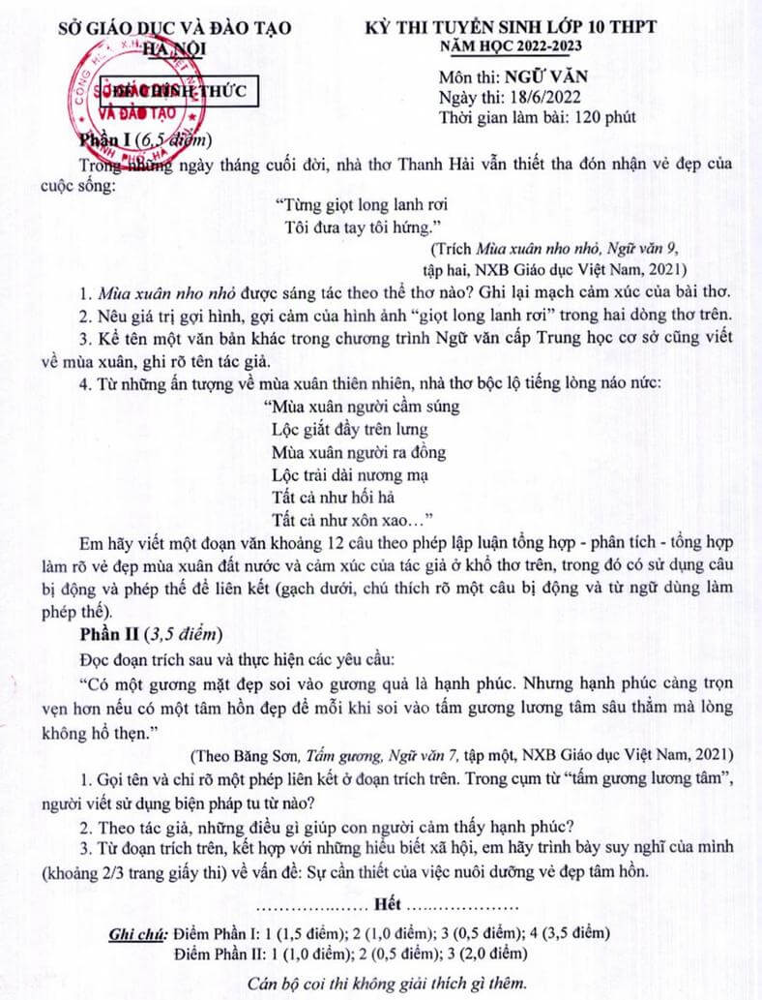 SỞ GIÁO DỤC VÀ ĐÀO TẠO
HÀ NỘI
ĐỀ CHÍNH THỨC
SỞ GIÁO DỤC
VÀ ĐÀO TẠO
KỲ THI TUYỂN SINH LỚP 10 THPT
NĂM HỌC 2022-2023
Môn thi: NGỮ VĂN
Ngày thi: 18/6/2022
Thời gian làm bài: 120 phút
Phần I (6,5 điểm)
Trong những ngày tháng cuối đời, nhà thơ Thanh Hải vẫn thiết tha đón nhận vẻ đẹp của
cuộc sống:
“Từng giọt long lanh rơi
Tôi đưa tay tôi hứng.”
(Trích Mùa xuân nho nhỏ, Ngữ văn 9,
tập hai, NXB Giáo dục Việt Nam, 2021)
1. Mùa xuân nho nhỏ được sáng tác theo thể thơ nào? Ghi lại mạch cảm xúc của bài thơ.
2. Nêu giá trị gợi hình, gợi cảm của hình ảnh “giọt long lanh rơi” trong hai dòng thơ trên.
3. Kể tên một văn bản khác trong chương trình Ngữ văn cấp Trung học cơ sở cũng viết
về mùa xuân, ghi rõ tên tác giả.
4. Từ những ấn tượng về mùa xuân thiên nhiên, nhà thơ bộc lộ tiếng lòng náo nức:
“Mùa xuân người cầm súng
Lộc giắt đầy trên lưng
Mùa xuân người ra đồng
Lộc trải dài nương mạ
Tất cả như hối hả
Tất cả như xôn xao…”
Em hãy viết một đoạn văn khoảng 12 câu theo phép lập luận tổng hợp - phân tích - tổng hợp
làm rõ vẻ đẹp mùa xuân đất nước và cảm xúc của tác giả ở khổ thơ trên, trong đó có sử dụng câu
bị động và phép thế để liên kết (gạch dưới, chú thích rõ một câu bị động và từ ngữ dùng làm
phép thế).
Phần II (3,5 điểm)
Đọc đoạn trích sau và thực hiện các yêu cầu:
“Có một gương mặt đẹp soi vào gương quả là hạnh phúc. Nhưng hạnh phúc càng trọn
vẹn hơn nếu có một tâm hồn đẹp để mỗi khi soi vào tấm gương lương tâm sâu thẳm mà lòng
không hổ thẹn.”
(Theo Băng Sơn, Tấm gương, Ngữ văn 7, tập một, NXB Giáo dục Việt Nam, 2021)
1. Gọi tên và chỉ rõ một phép liên kết ở đoạn trích trên. Trong cụm từ “tấm gương lương tâm”,
người viết sử dụng biện pháp tu từ nào?
2. Theo tác giả, những điều gì giúp con người cảm thấy hạnh phúc?
3. Từ đoạn trích trên, kết hợp với những hiểu biết xã hội, em hãy trình bày suy nghĩ của mình
(khoảng 2/3 trang giấy thi) về vấn đề: Sự cần thiết của việc nuôi dưỡng vẻ đẹp tâm hồn.
.................... Hết ....................
Ghi chú: Điểm Phần I: 1 (1,5 điểm); 2 (1,0 điểm); 3 (0,5 điểm); 4 (3,5 điểm)
Điểm Phần II: 1 (1,0 điểm); 2 (0,5 điểm); 3 (2,0 điểm)
Cán bộ coi thi không giải thích gì thêm.